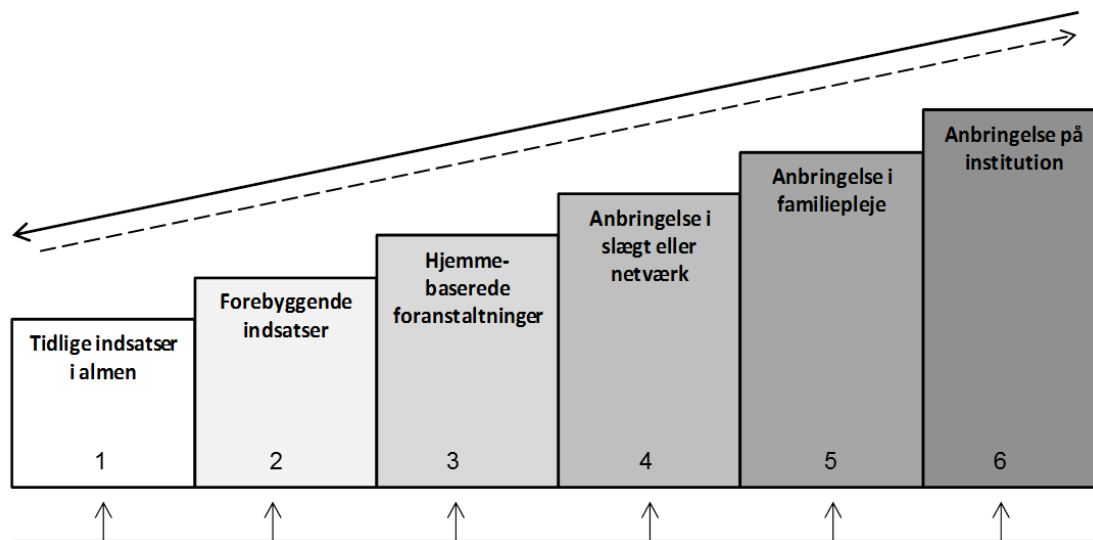 Tidlige indsatser
i almen
1
Forebyggende
indsatser
2
Hjemme-
baserede
foranstaltninger
3
Anbringelse i
slægt eller
netværk
4
Anbringelse i
familiepleje
5
Anbringelse på
institution
6